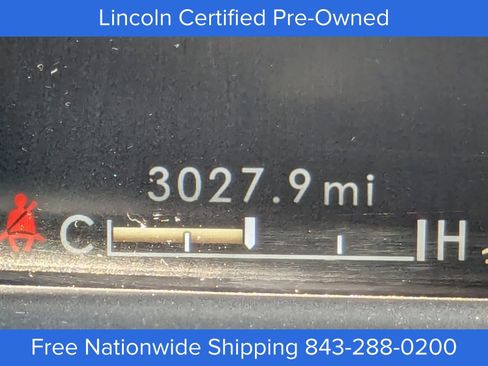 Lincoln Certified Pre-Owned
3027.9 mi
C H
Free Nationwide Shipping 843-288-0200